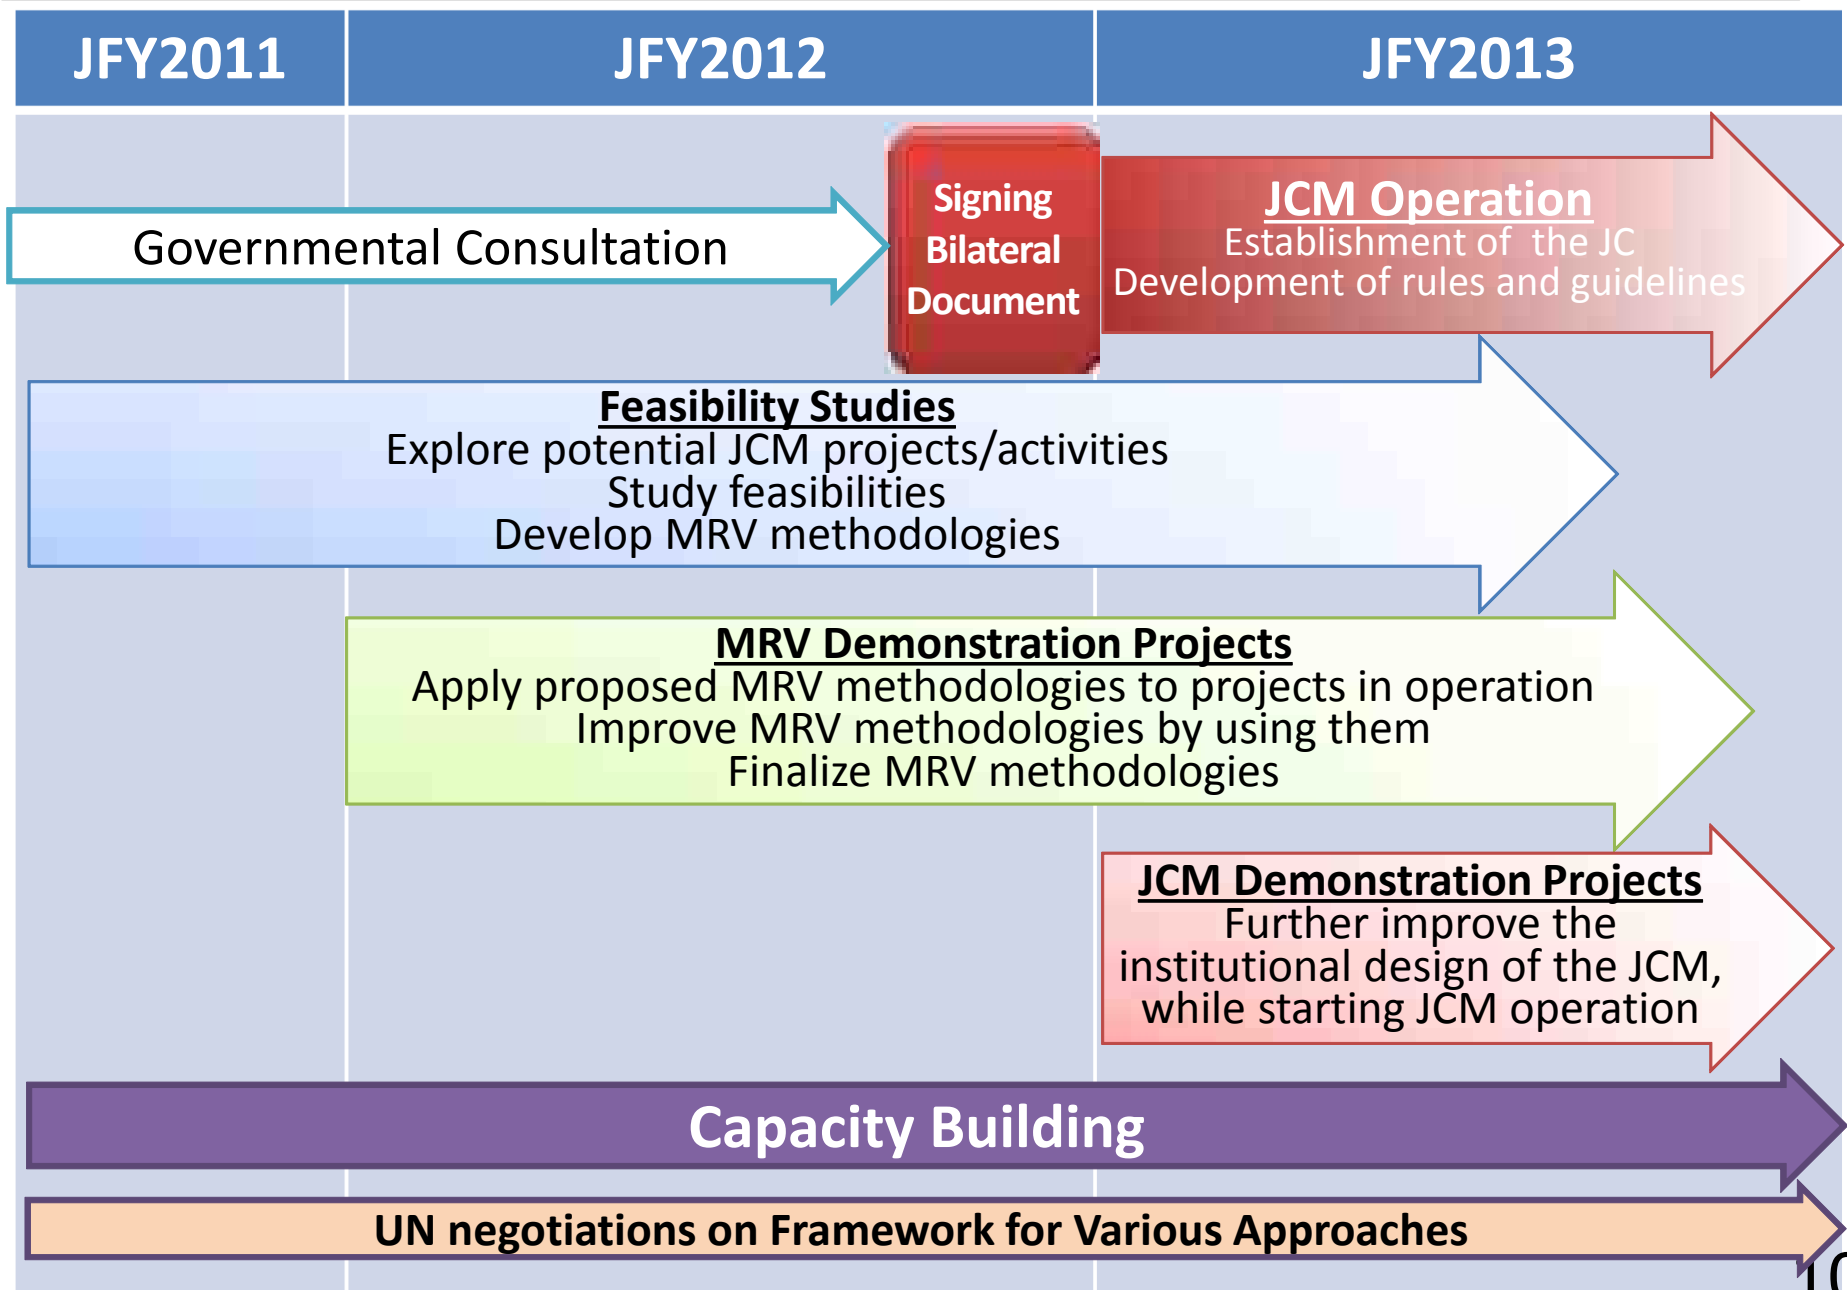 JFY2011
JFY2012
JFY2013
Governmental Consultation
Signing
Bilateral
Document
JCM Operation
Establishment of the JC
Development of rules and guidelines
Feasibility Studies
Explore potential JCM projects/activities
Study feasibilities
Develop MRV methodologies
MRV Demonstration Projects
Apply proposed MRV methodologies to projects in operation
Improve MRV methodologies by using them
Finalize MRV methodologies
JCM Demonstration Projects
Further improve the
institutional design of the JCM,
while starting JCM operation
Capacity Building
UN negotiations on Framework for Various Approaches